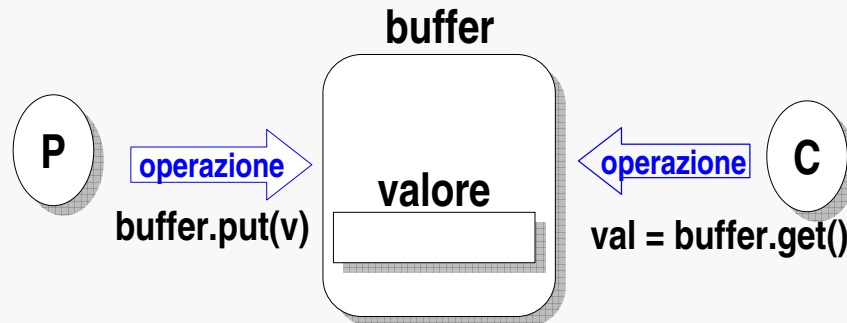 buffer
P
operazione
buffer.put(v)
valore
operazione
C
val = buffer.get()